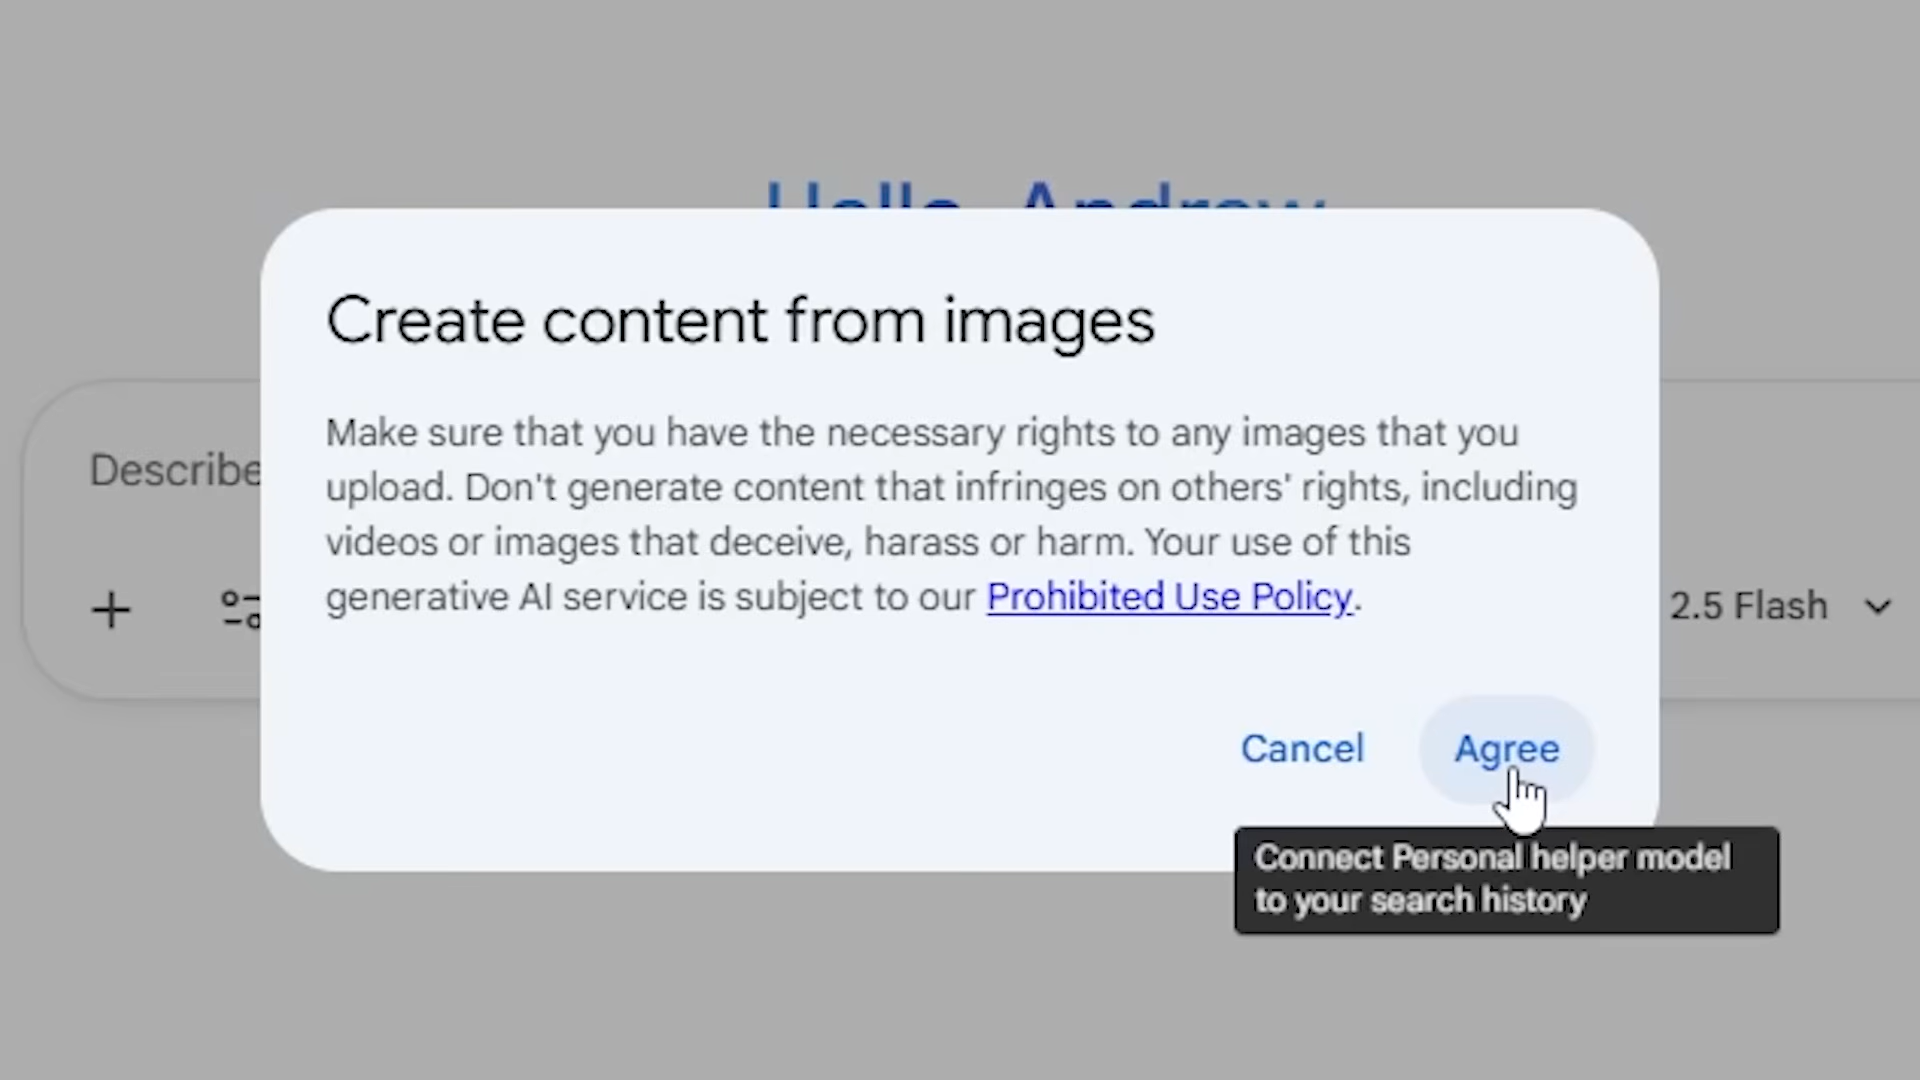 Hello, Andrew
Create content from images
Make sure that you have the necessary rights to any images that you
Describe
upload. Don't generate content that infringes on others' rights, including
videos or images that deceive, harass or harm. Your use of this
generative AI service is subject to our Prohibited Use Policy.
2.5 Flash
Cancel
Agree
Connect Personal helper model
to your search history